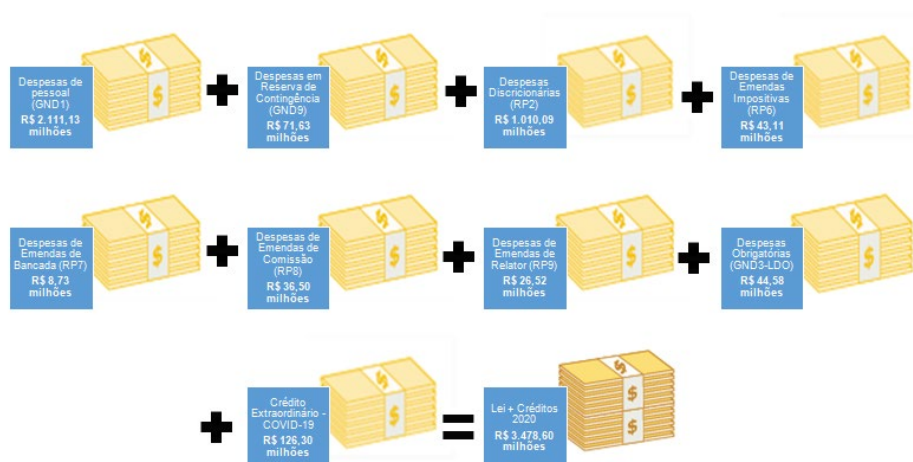 Despesas de
pessoal
(GND1)
R$ 2.111,13
milhões
Despesas em
Reserva de
Contingência
(GND9)
R$ 71,63
milhões
Despesas
Discricionárias
(RP2)
R$ 1.010,09
milhões
Despesas de
Emendas
Impositivas
(RP6)
R$ 43,11
milhões
Despesas de
Emendas de
Bancada (RP7)
R$ 8,73
milhões
Despesas de
Emendas de
Comissão (RP8)
R$ 36,50
milhões
Despesas de
Emendas de
Relator (RP9)
R$ 26,52
milhões
Despesas
Obrigatórias
(GND3-LDO)
R$ 44,58
milhões
Crédito
Extraordinário -
COVID-19
R$ 126,30
milhões
Lei + Créditos
2020
R$ 3.478,60
milhões